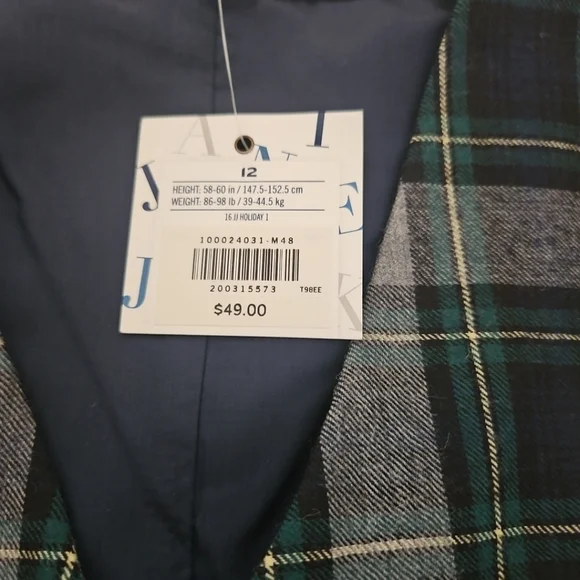 A I
J A N E
12
HEIGHT: 58-60 in / 147.5-152.5 cm
WEIGHT: 86-98 lb / 39-44.5 kg
16 JJ HOLIDAY 1
100024031-M48
200315573 T98EE
J K
$49.00